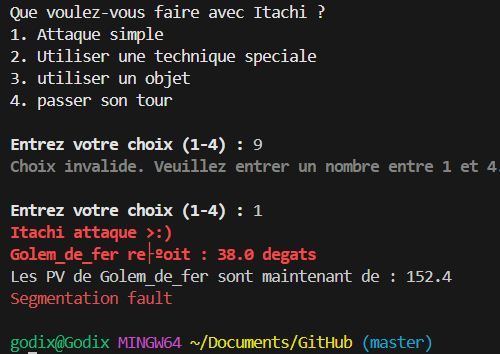 Que voulez-vous faire avec Itachi ?
1. Attaque simple
2. Utiliser une technique speciale
3. utiliser un objet
4. passer son tour
Entrez votre choix (1-4) : 9
Choix invalide. Veuillez entrer un nombre entre 1 et 4.
Entrez votre choix (1-4) : 1
Itachi attaque >:)
Golem_de_fer re├ºoit : 38.0 degats
Les PV de Golem_de_fer sont maintenant de : 152.4
Segmentation fault
godix@Godix MINGW64 ~/Documents/GitHub (master)